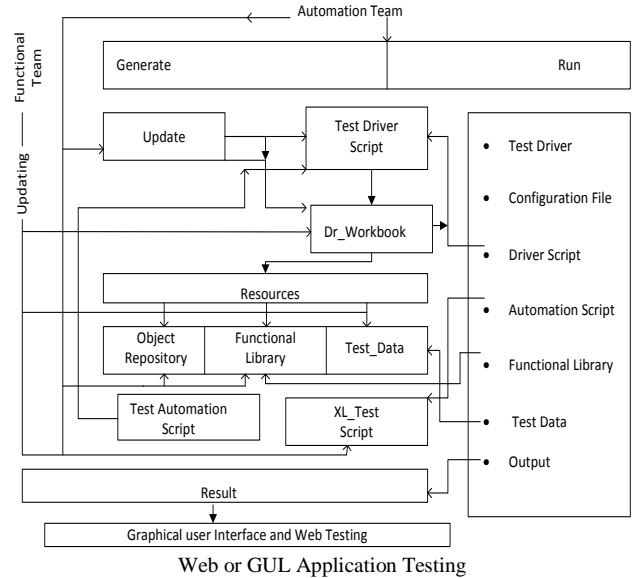 Automation Team
Functional
Team
Updating
Generate
Run
Update
Test Driver
Script
Dr_Workbook
Resources
Object
Repository
Functional
Library
Test_Data
Test Automation
Script
XL_Test
Script
Result
Graphical user Interface and Web Testing
• Test Driver
• Configuration File
• Driver Script
• Automation Script
• Functional Library
• Test Data
• Output
Web or GUL Application Testing